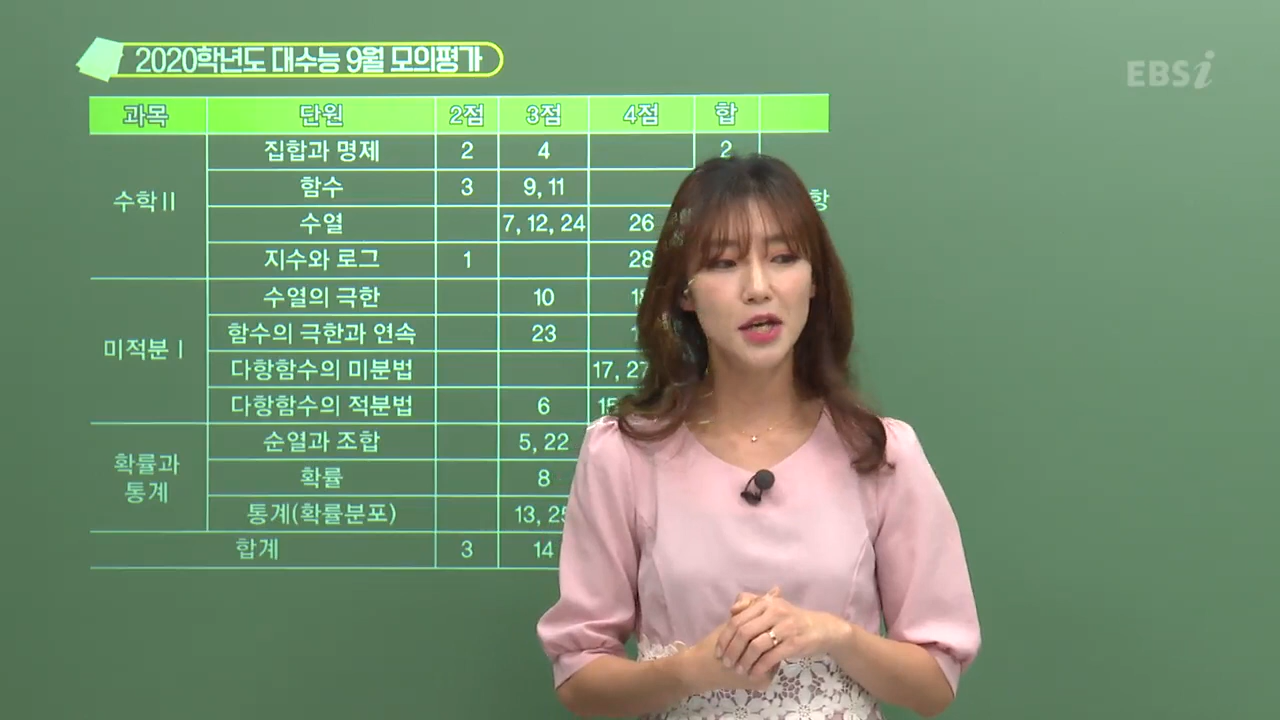 2020학년도 대수능 9월 모의평가
EBSi
과목 단원 2점 3점 4점 합
수학Ⅱ 집합과 명제 2 4 2
함수 3 9, 11 항
수열 7, 12, 24 26
지수와 로그 1 28
미적분Ⅰ 수열의 극한 10
함수의 극한과 연속 23
다항함수의 미분법 17, 27
다항함수의 적분법 6
확률과 통계 순열과 조합 5, 22
확률 8
통계(확률분포) 13,
합계 3 14